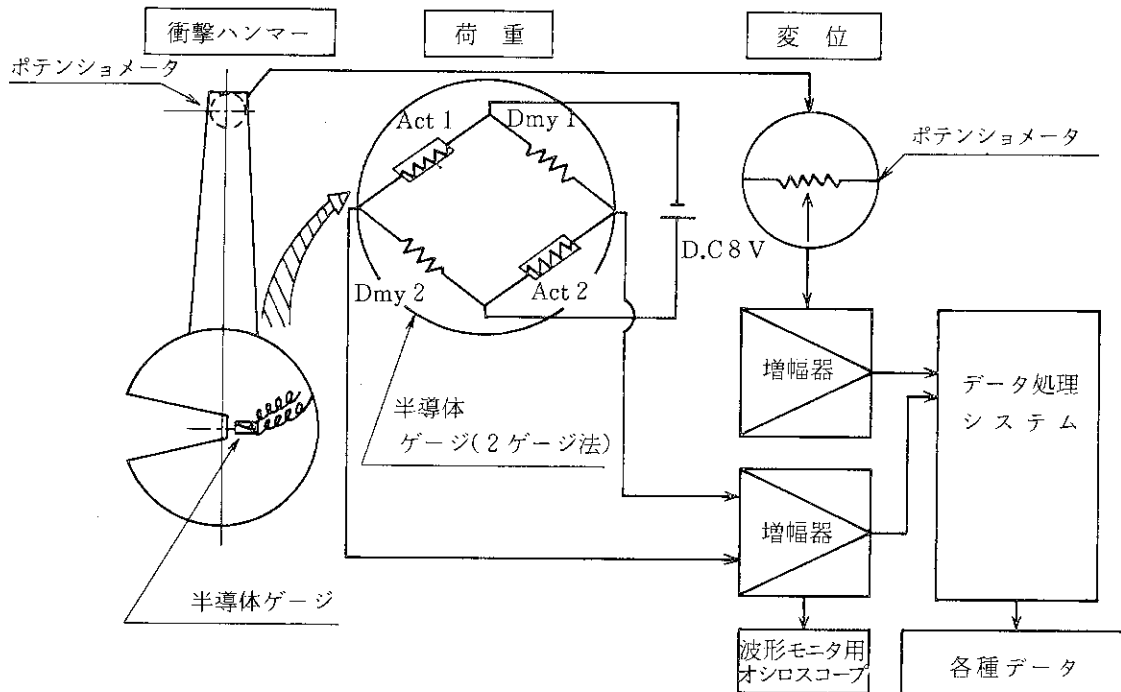 衝撃ハンマー
荷 重
変 位
ポテンショメータ
Act 1
Dmy 1
ポテンショメータ
D.C 8 V
Dmy 2
Act 2
半導体
ゲージ(2ゲージ法)
増幅器
データ処理
システム
増幅器
半導体ゲージ
波形モニタ用
オシロスコープ
各種データ